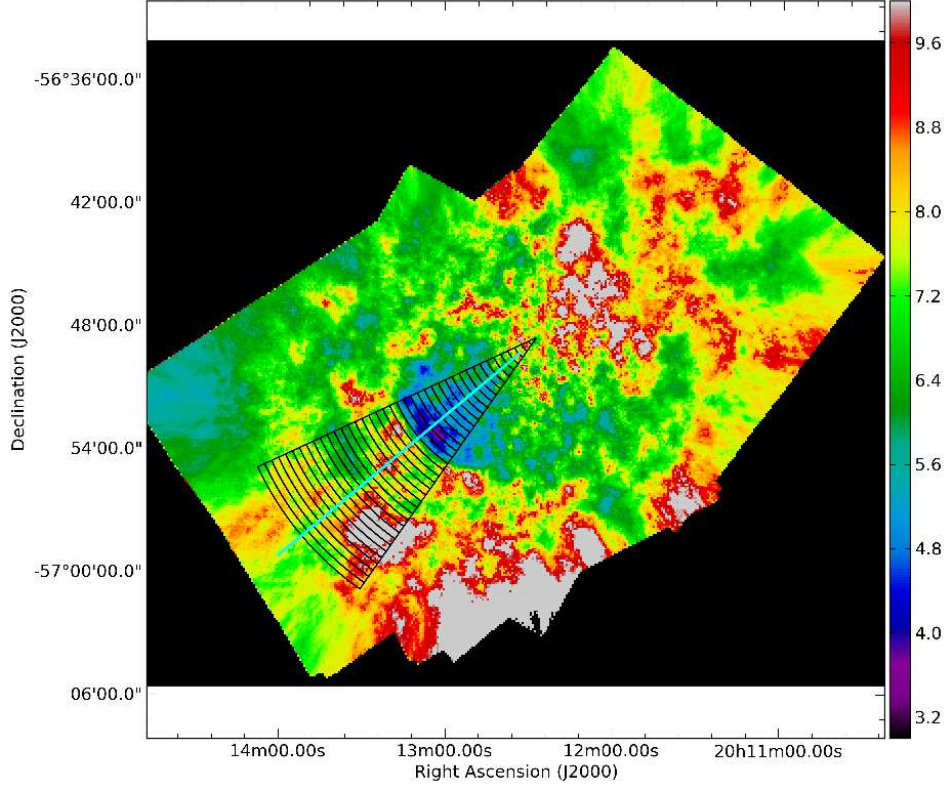 -56°36'00.0"
42'00.0"
48'00.0"
54'00.0"
-57°00'00.0"
06'00.0"
Declination (J2000)
14m00.00s
13m00.00s
12m00.00s
20h11m00.00s
Right Ascension (J2000)
9.6
8.8
8.0
7.2
6.4
5.6
4.8
4.0
3.2